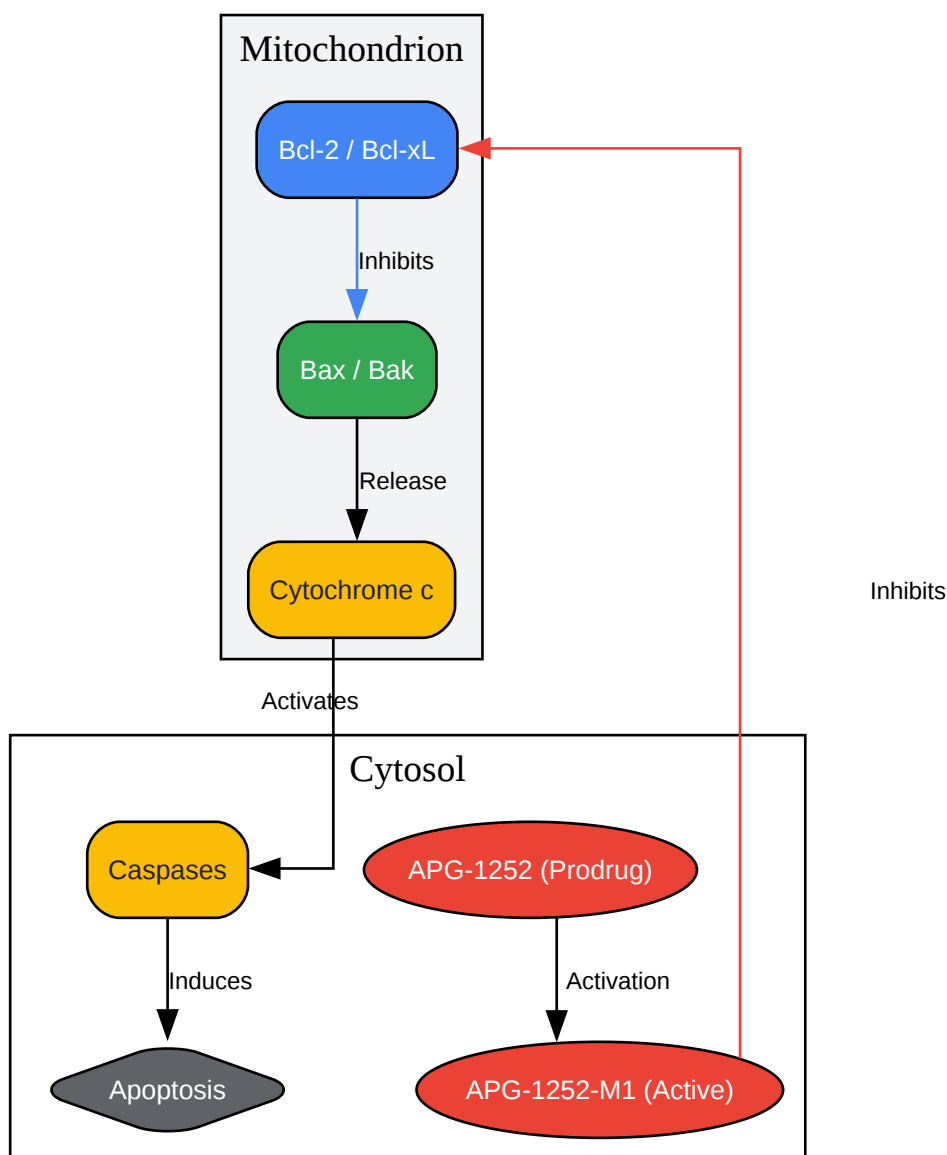 Mitochondrion
Bcl-2 / Bcl-xL
Inhibits
Bax / Bak
Release
Cytochrome c
Inhibits
Activates
Cytosol
Caspases
APG-1252 (Prodrug)
Induces
Activation
Apoptosis
APG-1252-M1 (Active)